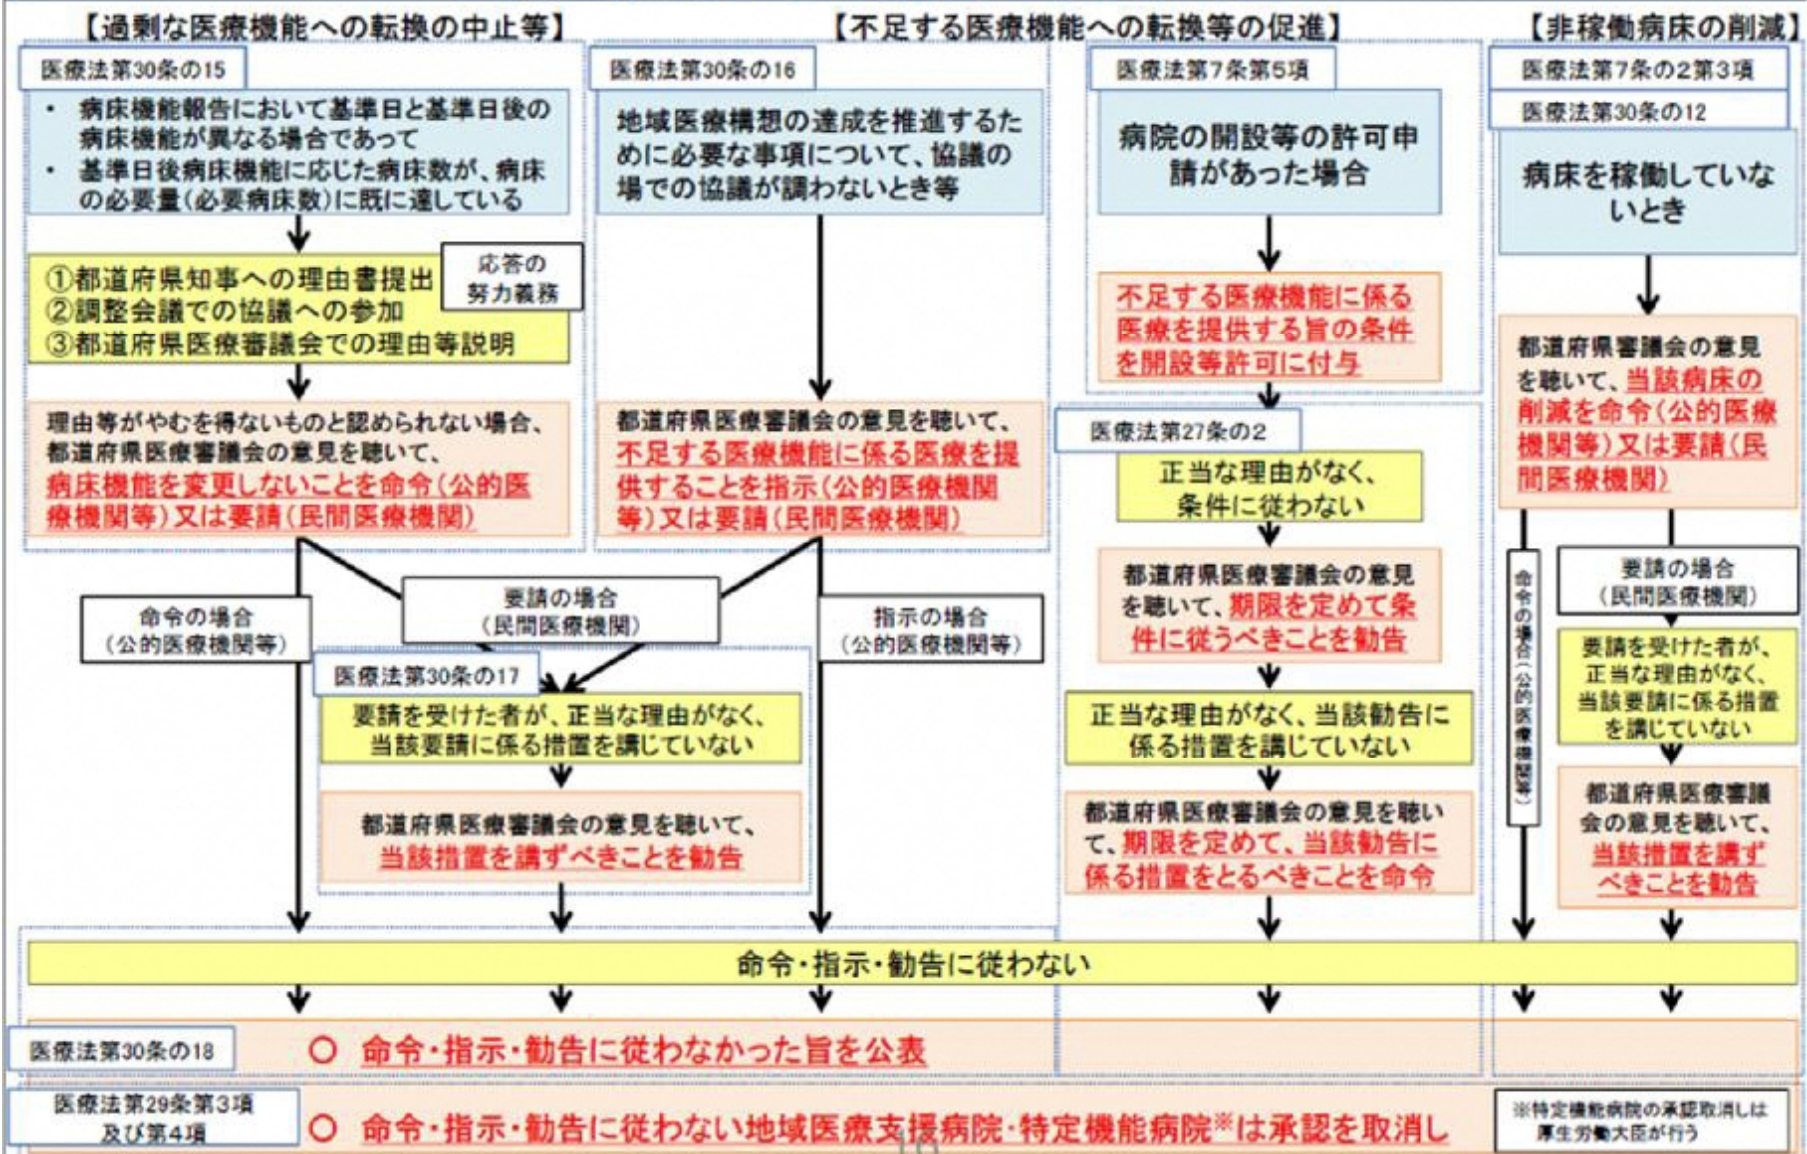 【過剰な医療機能への転換の中止等】
【不足する医療機能への転換等の促進】
【非稼働病床の削減】
医療法第30条の15
・ 病床機能報告において基準日と基準日後の
病床機能が異なる場合であって
・ 基準日後病床機能に応じた病床数が、病床
の必要量(必要病床数)に既に達している
①都道府県知事への理由書提出
②調整会議での協議への参加
③都道府県医療審議会での理由等説明
応答の
努力義務
理由等がやむを得ないものと認められない場合、
都道府県医療審議会の意見を聴いて、
病床機能を変更しないことを命令(公的医
療機関等)又は要請(民間医療機関)
医療法第30条の16
地域医療構想の達成を推進するた
めに必要な事項について、協議の
場での協議が調わないとき等
都道府県医療審議会の意見を聴いて、
不足する医療機能に係る医療を提
供することを指示(公的医療機関
等)又は要請(民間医療機関)
命令の場合
(公的医療機関等)
要請の場合
(民間医療機関)
指示の場合
(公的医療機関等)
医療法第30条の17
要請を受けた者が、正当な理由がなく、
当該要請に係る措置を講じていない
都道府県医療審議会の意見を聴いて、
当該措置を講ずべきことを勧告
医療法第7条第5項
病院の開設等の許可申
請があった場合
不足する医療機能に係る
医療を提供する旨の条件
を開設等許可に付与
医療法第27条の2
正当な理由がなく、
条件に従わない
都道府県医療審議会の意見
を聴いて、期限を定めて条
件に従うべきことを勧告
正当な理由がなく、当該勧告に
係る措置を講じていない
都道府県医療審議会の意見を聴い
て、期限を定めて、当該勧告に
係る措置をとるべきことを命令
医療法第7条の2第3項
医療法第30条の12
病床を稼働していな
いとき
都道府県審議会の意見
を聴いて、当該病床の
削減を命令(公的医療
機関等)又は要請(民
間医療機関)
命令の場合(公的医療機関等)
要請の場合
(民間医療機関)
要請を受けた者が、
正当な理由がなく、
当該要請に係る措置
を講じていない
都道府県医療審議
会の意見を聴いて、
当該措置を講ず
べきことを勧告
命令・指示・勧告に従わない
医療法第30条の18
○ 命令・指示・勧告に従わなかった旨を公表
医療法第29条第3項
及び第4項
○ 命令・指示・勧告に従わない地域医療支援病院・特定機能病院※は承認を取消し
※特定機能病院の承認取消しは
厚生労働大臣が行う